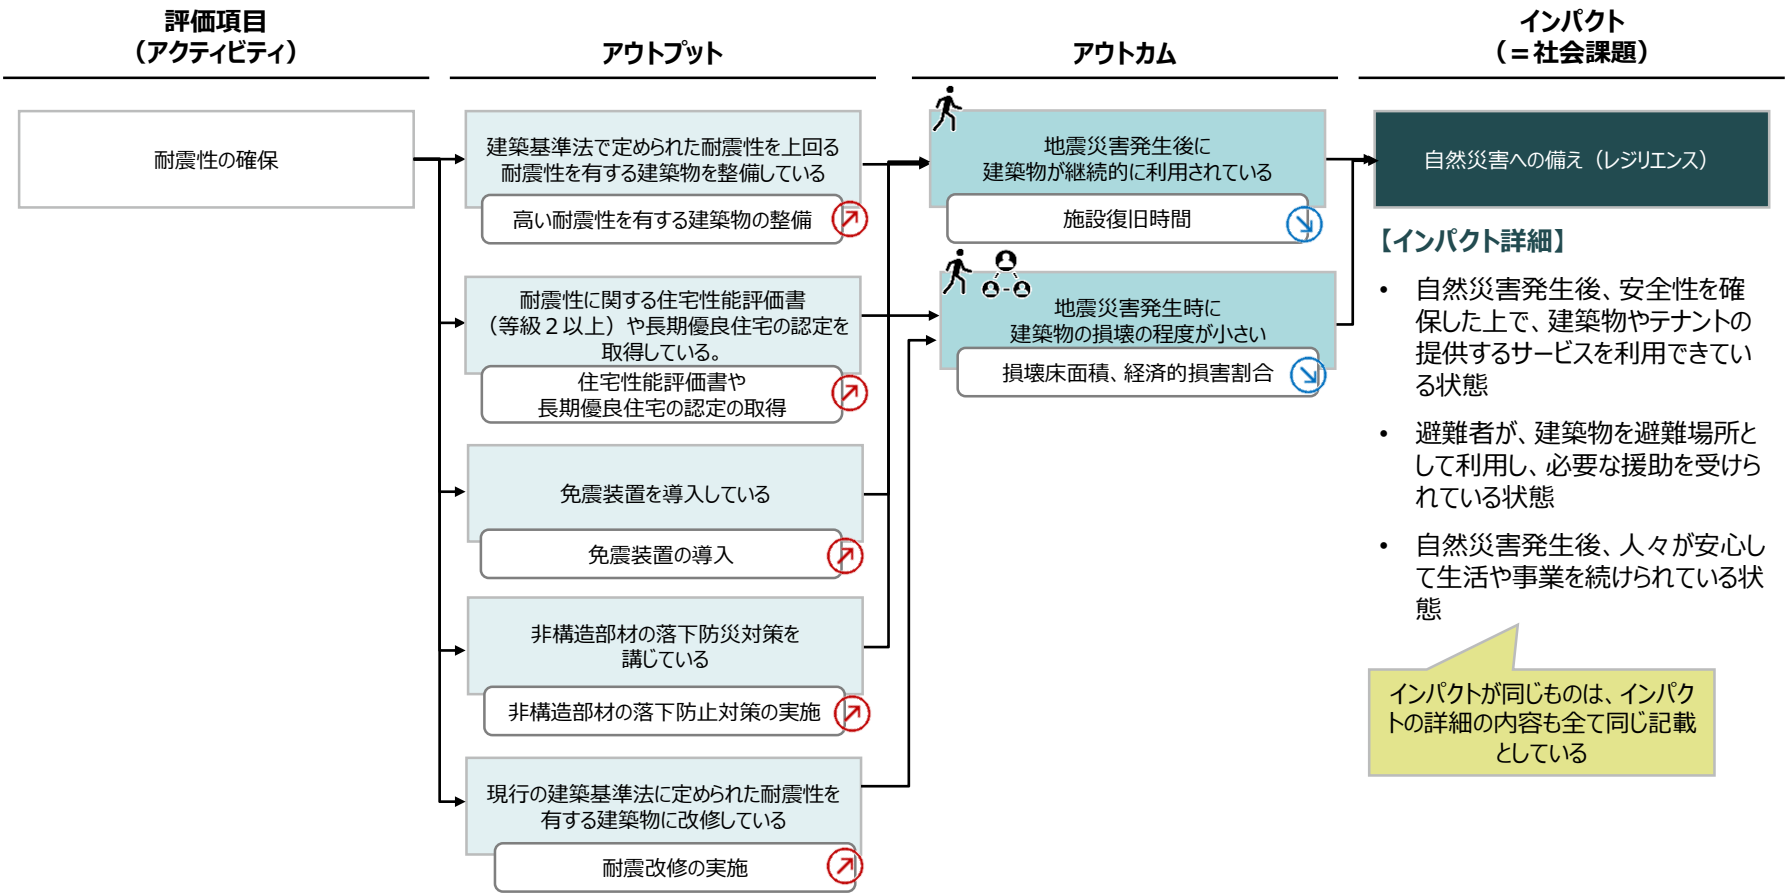 評価項目
（アクティビティ）
アウトプット
アウトカム
インパクト
（＝社会課題）
耐震性の確保
建築基準法で定められた耐震性を上回る
耐震性を有する建築物を整備している
高い耐震性を有する建築物の整備
耐震性に関する住宅性能評価書
（等級２以上）や長期優良住宅の認定を
取得している。
住宅性能評価書や
長期優良住宅の認定の取得
免震装置を導入している
免震装置の導入
非構造部材の落下防災対策を
講じている
非構造部材の落下防止対策の実施
現行の建築基準法に定められた耐震性を
有する建築物に改修している
耐震改修の実施
地震災害発生後に
建築物が継続的に利用されている
施設復旧時間
地震災害発生時に
建築物の損壊の程度が小さい
損壊床面積、経済的損害割合
自然災害への備え（レジリエンス）
【インパクト詳細】
• 自然災害発生後、安全性を確
保した上で、建築物やテナントの
提供するサービスを利用できてい
る状態
• 避難者が、建築物を避難場所と
して利用し、必要な援助を受けら
れている状態
• 自然災害発生後、人々が安心し
て生活や事業を続けられている状
態
インパクトが同じものは、インパク
トの詳細の内容も全て同じ記載
としている